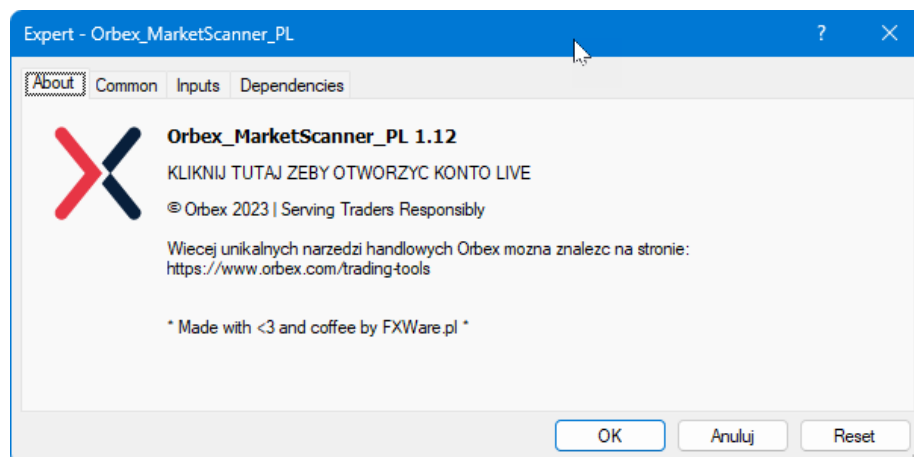 Expert - Orbex_MarketScanner_PL
?
About Common Inputs Dependencies
Orbex_MarketScanner_PL 1.12
KLIKNIJ TUTAJ ZEBY OTWORZYC KONTO LIVE
© Orbex 2023 | Serving Traders Responsibly
Wiecej unikalnych narzedzi handlowych Orbex mozna znalezc na stronie:
https://www.orbex.com/trading-tools
* Made with <3 and coffee by FXWare.pl *
OK Anuluj Reset